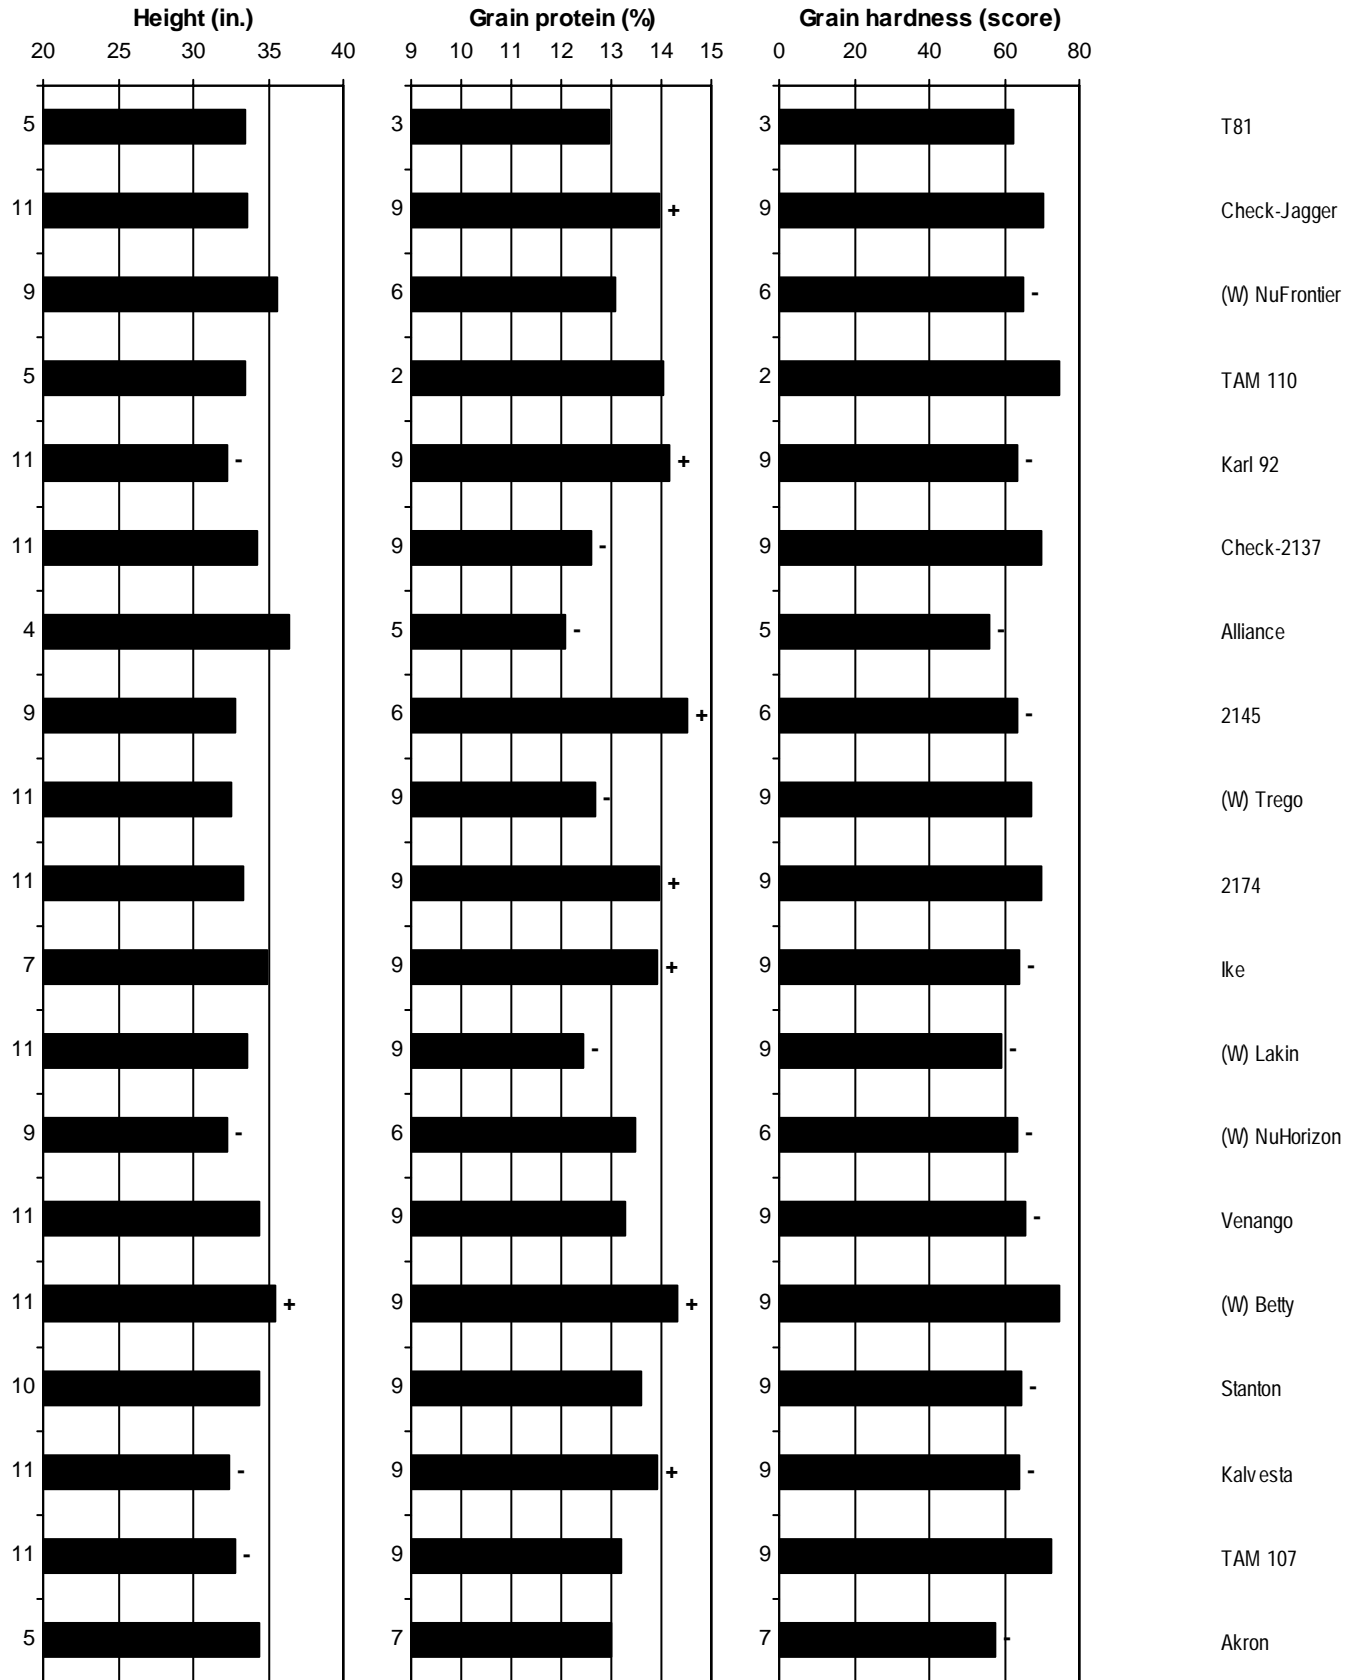 Height (in.) Grain protein (%) Grain hardness (score)
20 25 30 35 40 9 10 11 12 13 14 15 0 20 40 60 80
5 3 3 T81
11 9 + 9 Check-Jagger
9 6 6 - (W) NuFrontier
5 2 2 TAM 110
11 - 9 + 9 - Karl 92
11 9 - 9 Check-2137
4 5 - 5 - Alliance
9 6 + 6 - 2145
11 9 - 9 (W) Trego
11 9 + 9 2174
7 9 + 9 - Ike
11 9 - 9 - (W) Lakin
9 - 6 6 - (W) NuHorizon
11 9 9 - Venango
11 + 9 + 9 (W) Betty
10 9 9 - Stanton
11 - 9 + 9 - Kalvesta
11 - 9 9 TAM 107
5 7 7 - Akron